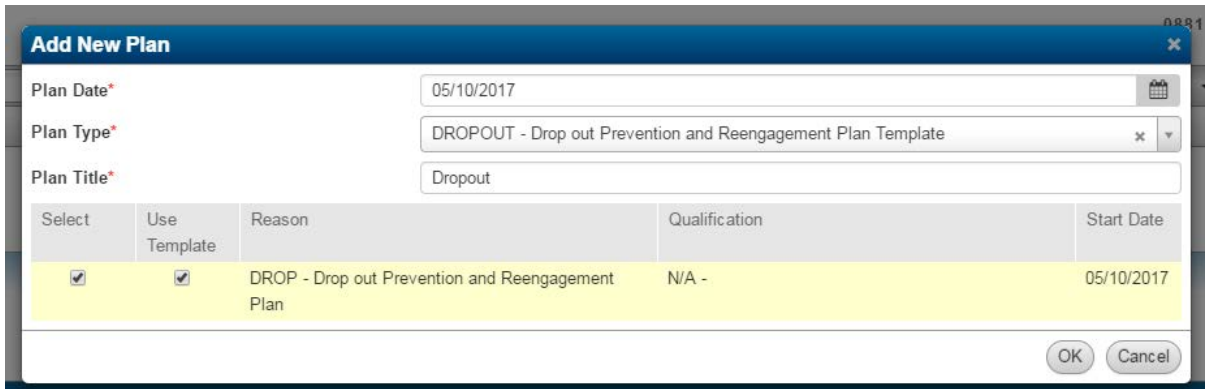 0881
Add New Plan
Plan Date*
05/10/2017
Plan Type*
DROPOUT - Drop out Prevention and Reengagement Plan Template
Plan Title*
Dropout
Select Use Reason Qualification Start Date
Template
DROP - Drop out Prevention and Reengagement N/A - 05/10/2017
Plan
OK Cancel